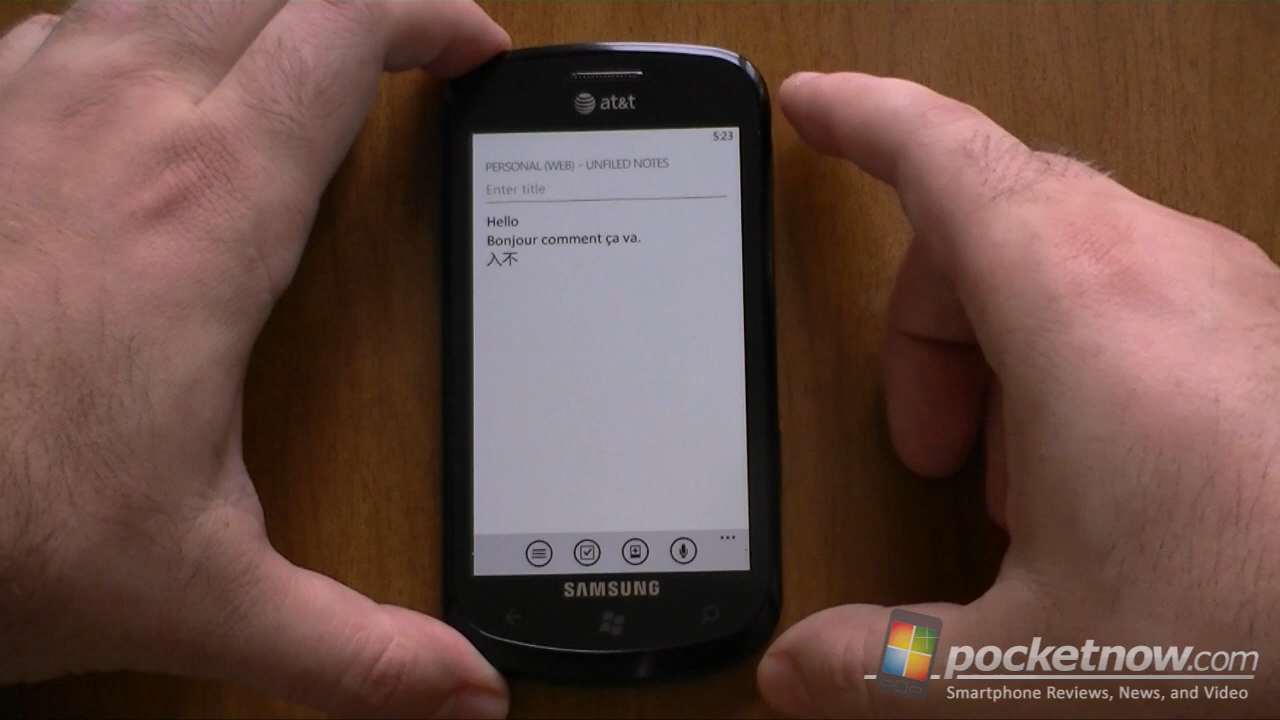 at&t
5:23
PERSONAL (WEB) - UNFILED NOTES
Enter title
Hello
Bonjour comment ça va.
入不
SAMSUNG
pocketnow.com
Smartphone Reviews, News, and Video